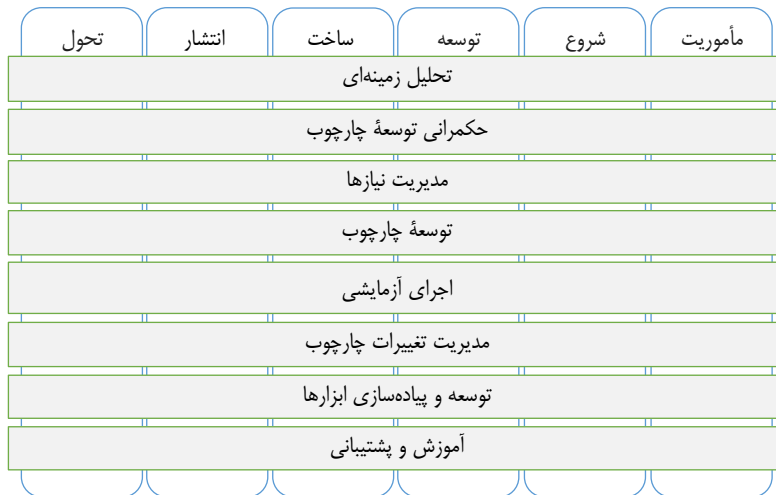 مأموریت شروع توسعه ساخت انتشار تحول
تحلیل زمینه‌ای
حکمرانی توسعهٔ چارچوب
مدیریت نیازها
توسعهٔ چارچوب
اجرای آزمایشی
مدیریت تغییرات چارچوب
توسعه و پیاده‌سازی ابزارها
آموزش و پشتیبانی